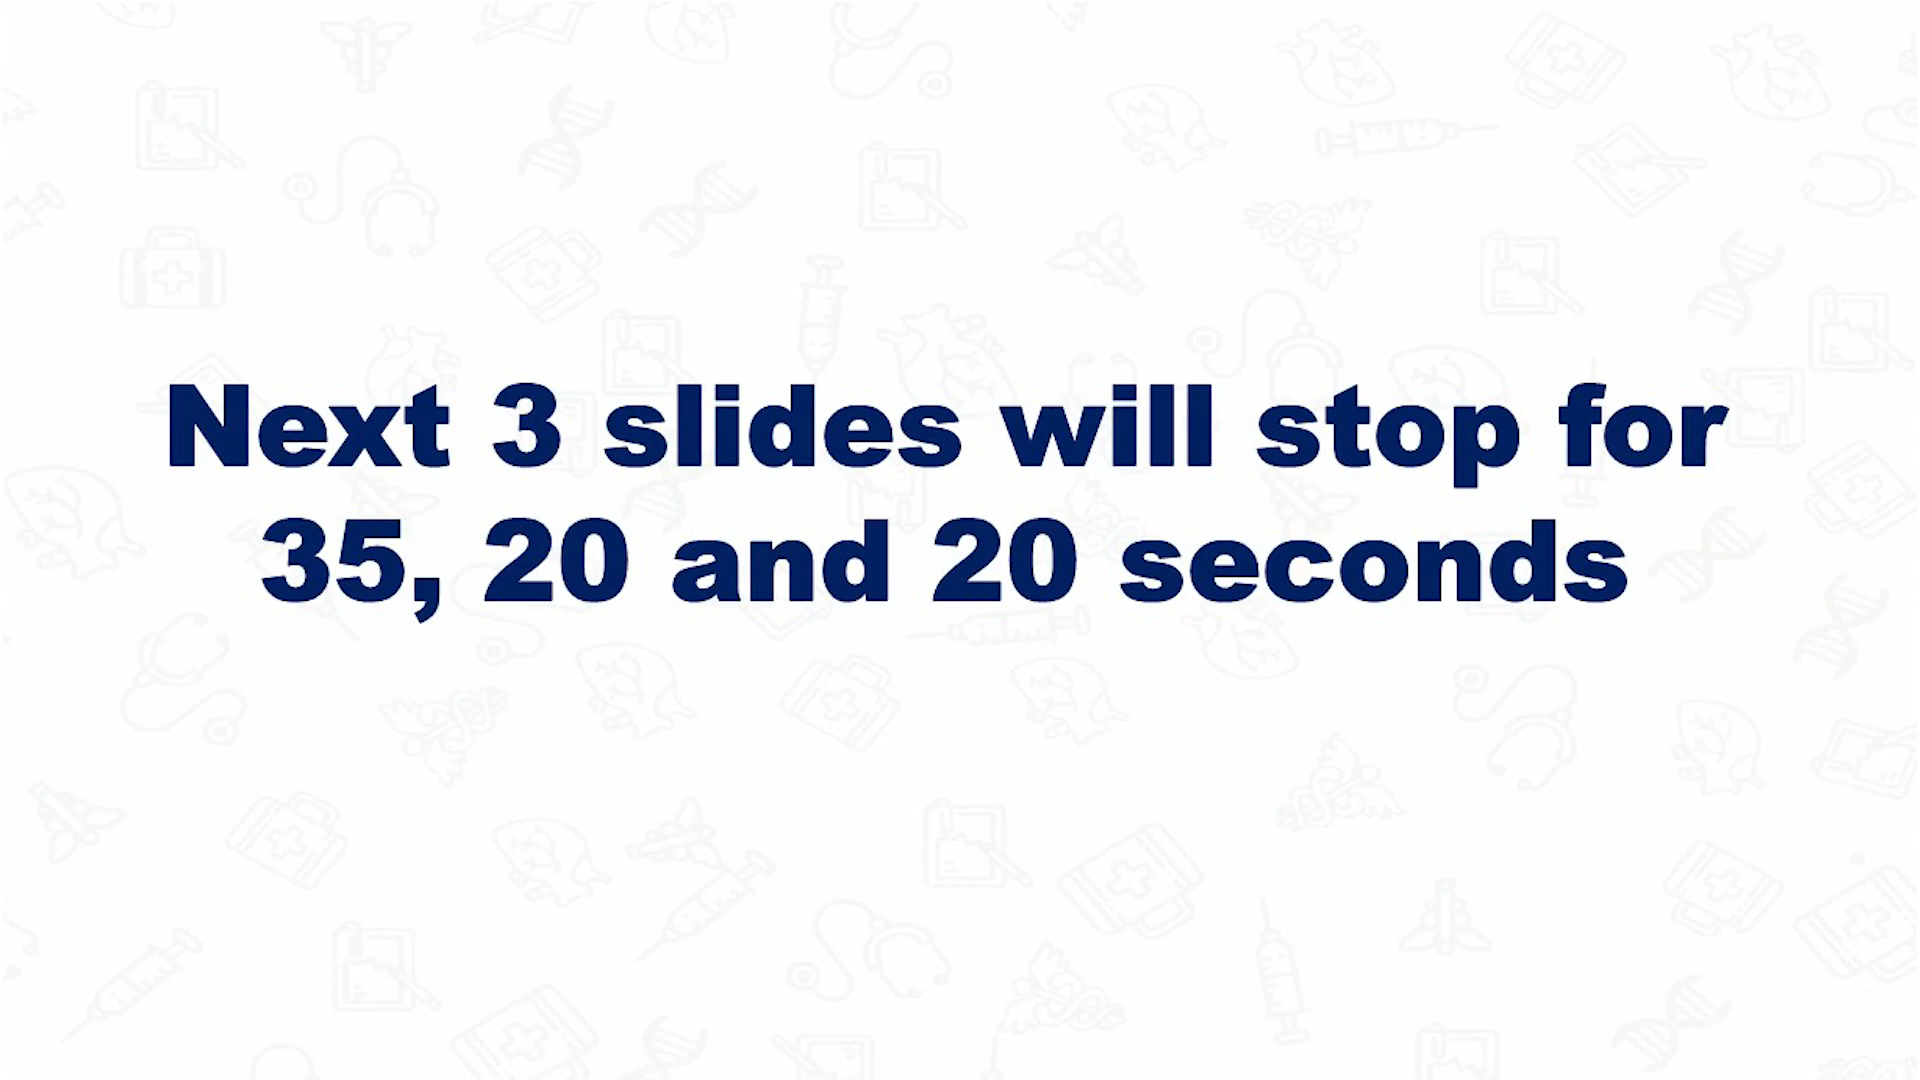 Next 3 slides will stop for
35, 20 and 20 seconds